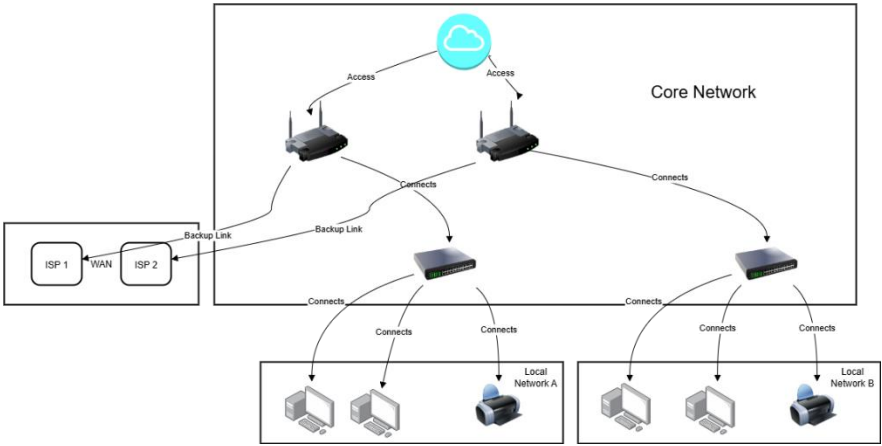 Access
Access
Core Network
Connects
Connects
Backup Link
Backup Link
ISP 1
WAN
ISP 2
Connects
Connects
Connects
Connects
Connects
Connects
Local
Network A
Local
Network B